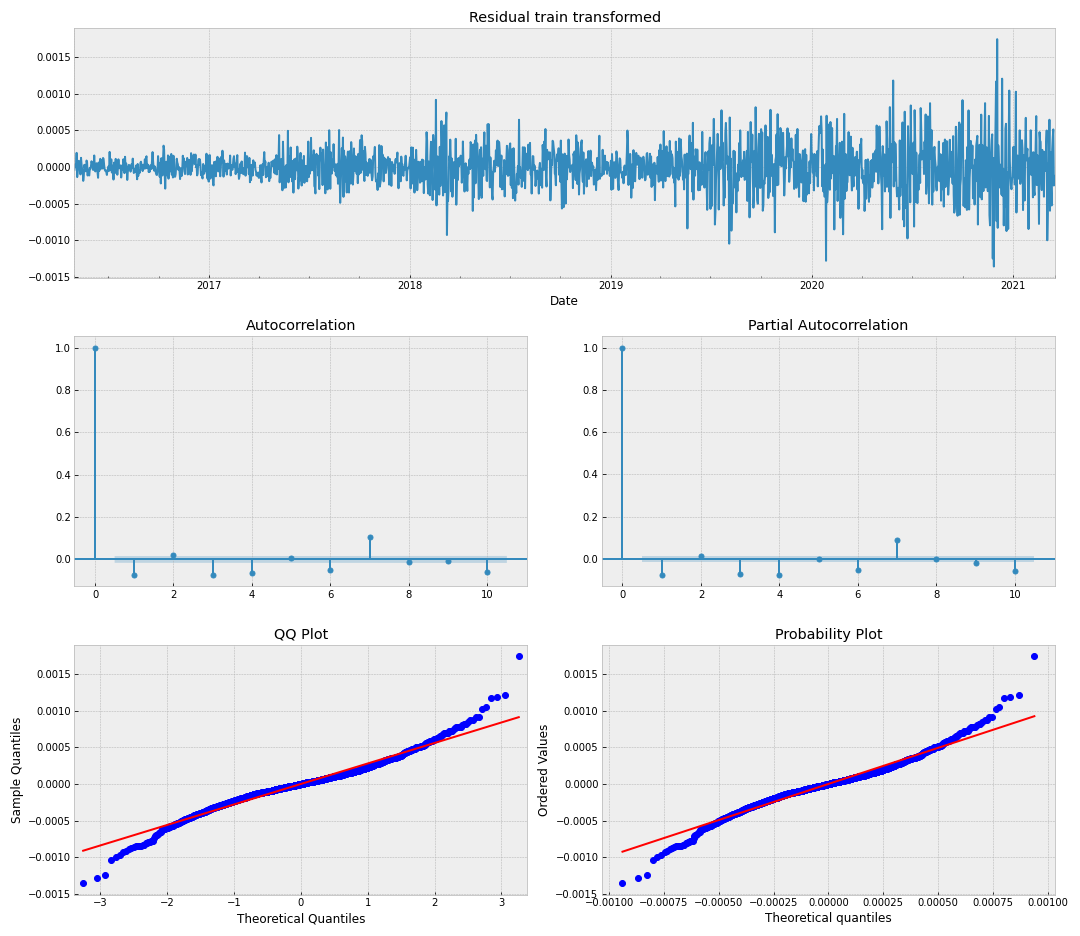 Residual train transformed
0.0015
0.0010
0.0005
0.0000
−0.0005
−0.0010
−0.0015
2017 2018 2019 2020 2021
Date
Autocorrelation
1.0
0.8
0.6
0.4
0.2
0.0
0 2 4 6 8 10
Partial Autocorrelation
1.0
0.8
0.6
0.4
0.2
0.0
0 2 4 6 8 10
QQ Plot
Sample Quantiles
0.0015
0.0010
0.0005
0.0000
−0.0005
−0.0010
−0.0015
−3 −2 −1 0 1 2 3
Theoretical Quantiles
Probability Plot
Ordered Values
0.0015
0.0010
0.0005
0.0000
−0.0005
−0.0010
−0.0015
−0.00100 −0.00075 −0.00050 −0.00025 0.00000 0.00025 0.00050 0.00075 0.00100
Theoretical quantiles